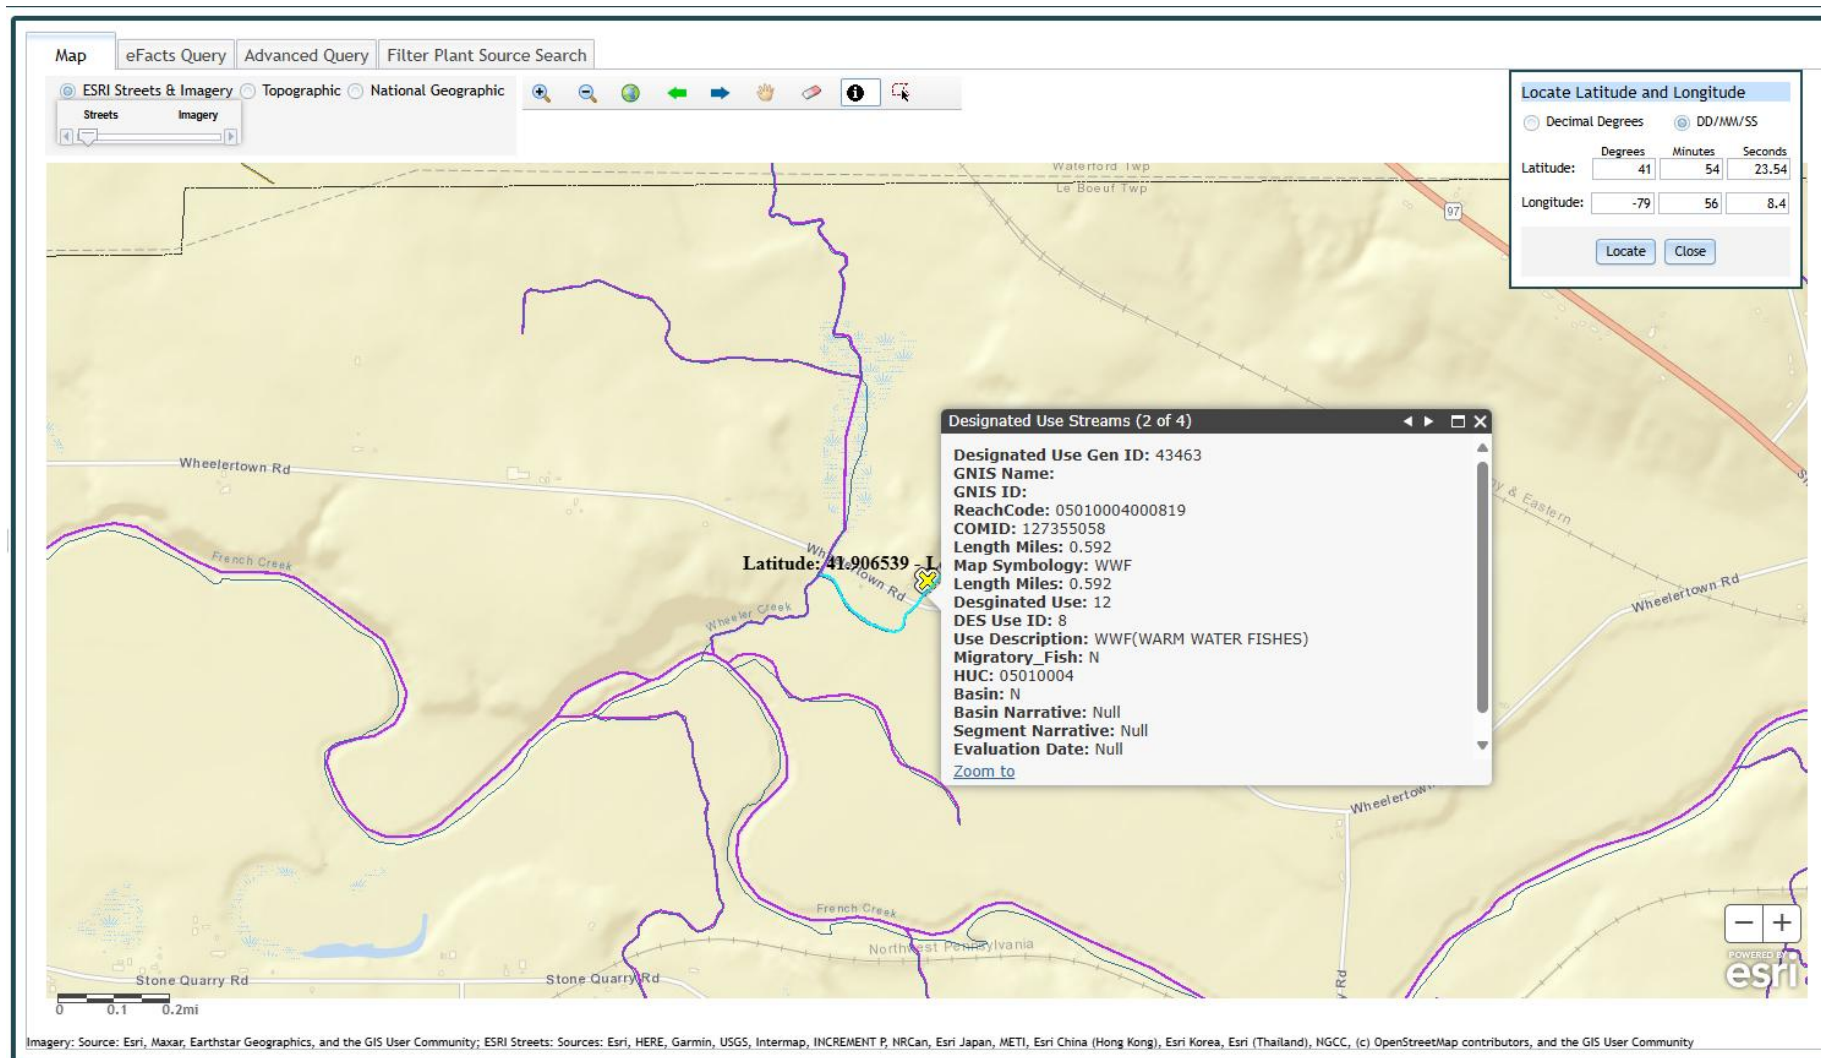 Map
eFacts Query
Advanced Query
Filter Plant Source Search
ESRI Streets & Imagery
Topographic
National Geographic
Streets
Imagery
Locate Latitude and Longitude
Decimal Degrees
DD/MM/SS
Degrees
Minutes
Seconds
Latitude:
41
54
23.54
Longitude:
-79
56
8.4
Locate
Close
Waterford Twp
Le Boeuf Twp
97
Wheelertown Rd
French Creek
Latitude: 41.906539 -
Wheelertown Rd
Wheeler Creek
Designated Use Streams (2 of 4)
Designated Use Gen ID: 43463
GNIS Name:
GNIS ID:
ReachCode: 05010004000819
COMID: 127355058
Length Miles: 0.592
Map Symbology: WWF
Length Miles: 0.592
Desginated Use: 12
DES Use ID: 8
Use Description: WWF(WARM WATER FISHES)
Migratory_Fish: N
HUC: 05010004
Basin: N
Basin Narrative: Null
Segment Narrative: Null
Evaluation Date: Null
Zoom to
y & Eastern
Wheelertown Rd
Wheelertow
French Creek
Northwest Pennsylvania
Stone Quarry Rd
Stone Quarry Rd
y Rd
0 0.1 0.2mi
POWERED BY
esri
Imagery: Source: Esri, Maxar, Earthstar Geographics, and the GIS User Community; ESRI Streets: Sources: Esri, HERE, Garmin, USGS, Intermap, INCREMENT P, NRCan, Esri Japan, METI, Esri China (Hong Kong), Esri Korea, Esri (Thailand), NGCC, (c) OpenStreetMap contributors, and the GIS User Community